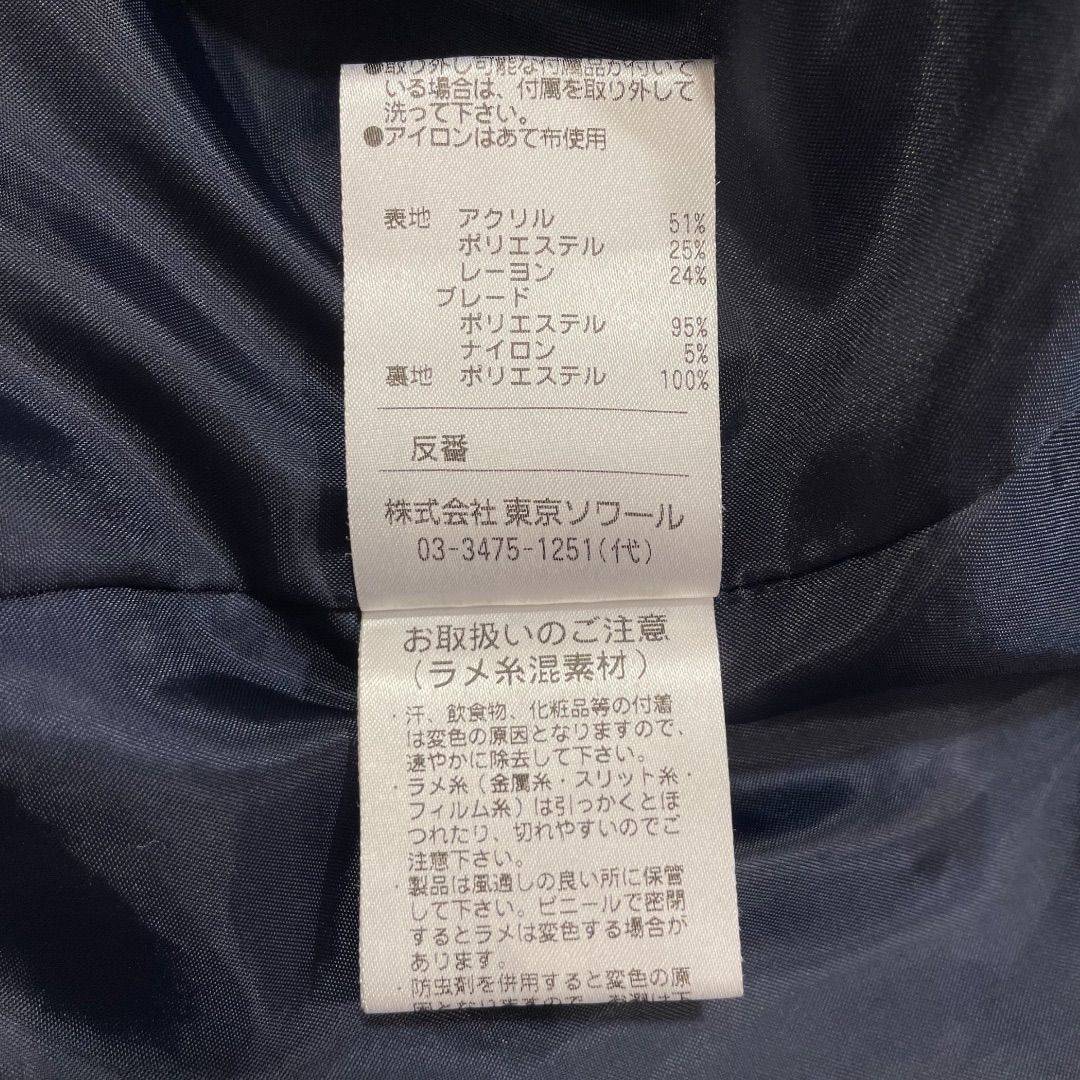 ●取り外し可能な付属品が付いて
いる場合は、付属を取り外して
洗って下さい。
●アイロンはあて布使用
表地 アクリル 51%
ポリエステル 25%
レーヨン 24%
ブレード
ポリエステル 95%
ナイロン 5%
裏地 ポリエステル 100%
反番
株式会社 東京ソワール
03-3475-1251(代)
お取扱いのご注意
(ラメ糸混素材)
・汗、飲食物、化粧品等の付着
は変色の原因となりますので、
速やかに除去して下さい。
・ラメ糸(金属糸・スリット糸・
フィルム糸)は引っかくとほ
つれたり、切れやすいのでご
注意下さい。
・製品は風通しの良い所に保管
して下さい。ビニールで密閉
するとラメは変色する場合が
あります。
・防虫剤を併用すると変色の原
因となりますので、